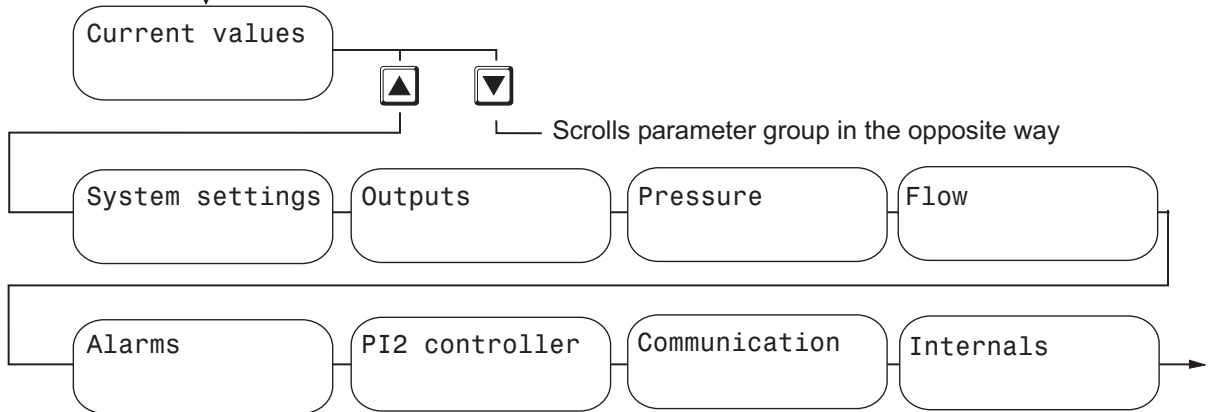 Current values
Scrolls parameter group in the opposite way
System settings
Outputs
Pressure
Flow
Alarms
PI2 controller
Communication
Internals